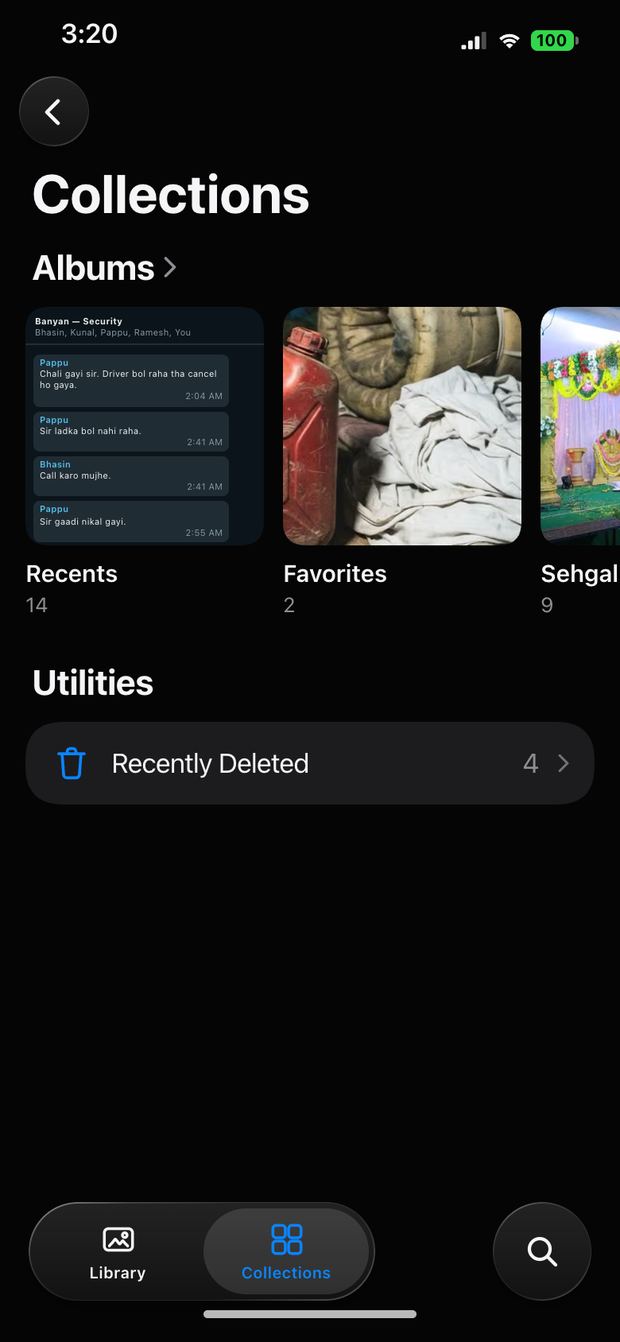 3:20
100
Collections
Albums
Banyan — Security
Bhasin, Kunal, Pappu, Ramesh, You
Pappu
Chali gayi sir. Driver bol raha tha cancel
ho gaya.
2:04 AM
Pappu
Sir ladka bol nahi raha.
2:41 AM
Bhasin
Call karo mujhe.
2:41 AM
Pappu
Sir gaadi nikal gayi.
2:55 AM
Recents
14
Favorites
2
Sehgal
9
Utilities
Recently Deleted 4
Library
Collections